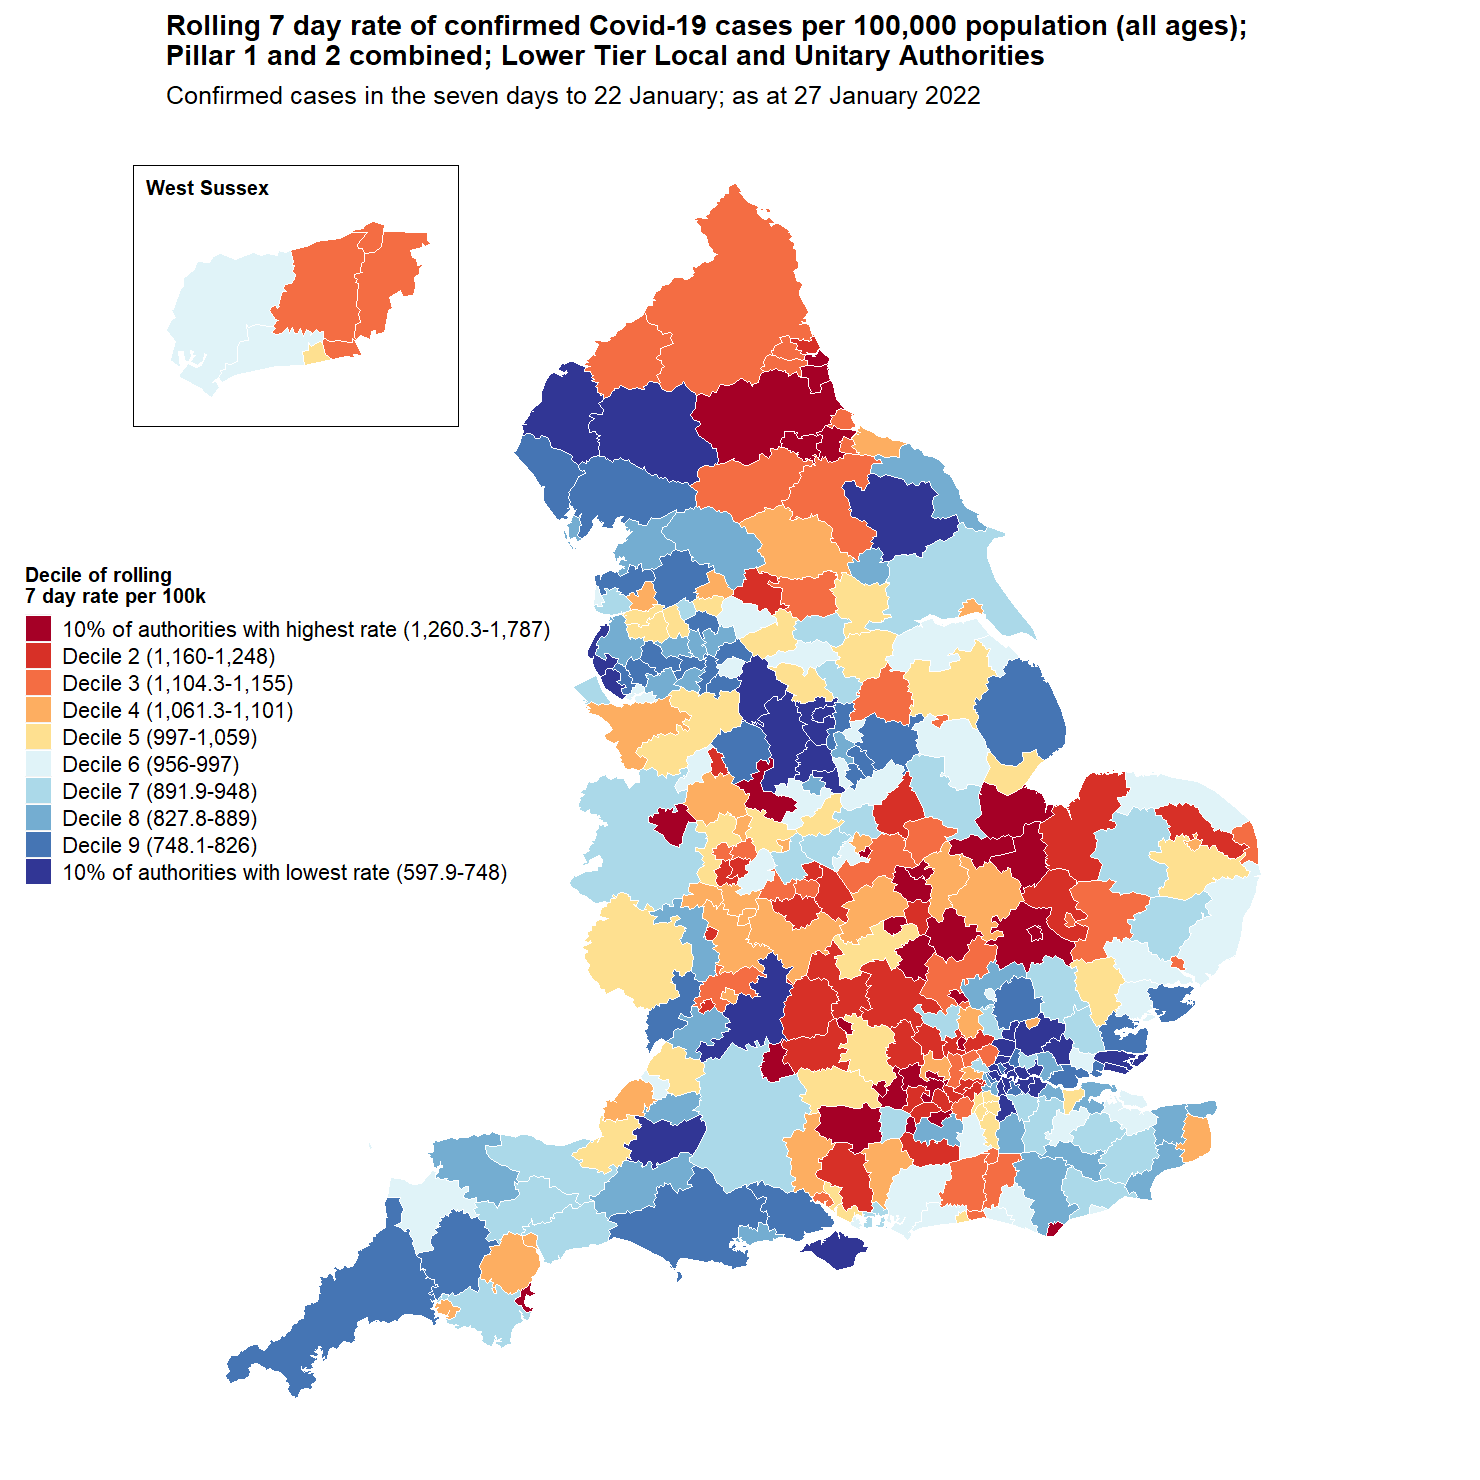 Rolling 7 day rate of confirmed Covid-19 cases per 100,000 population (all ages);
Pillar 1 and 2 combined; Lower Tier Local and Unitary Authorities
Confirmed cases in the seven days to 22 January; as at 27 January 2022
West Sussex
Decile of rolling
7 day rate per 100k
10% of authorities with highest rate (1,260.3-1,787)
Decile 2 (1,160-1,248)
Decile 3 (1,104.3-1,155)
Decile 4 (1,061.3-1,101)
Decile 5 (997-1,059)
Decile 6 (956-997)
Decile 7 (891.9-948)
Decile 8 (827.8-889)
Decile 9 (748.1-826)
10% of authorities with lowest rate (597.9-748)